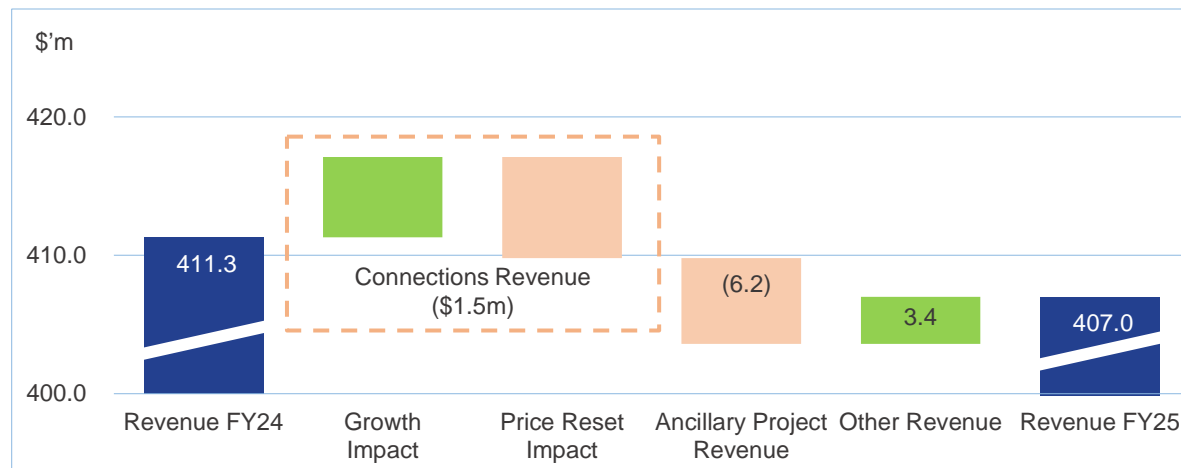 $'m
420.0
410.0
400.0
411.3
Connections Revenue
($1.5m)
(6.2)
3.4
407.0
Revenue FY24
Growth
Impact
Price Reset
Impact
Ancillary Project
Revenue
Other Revenue
Revenue FY25